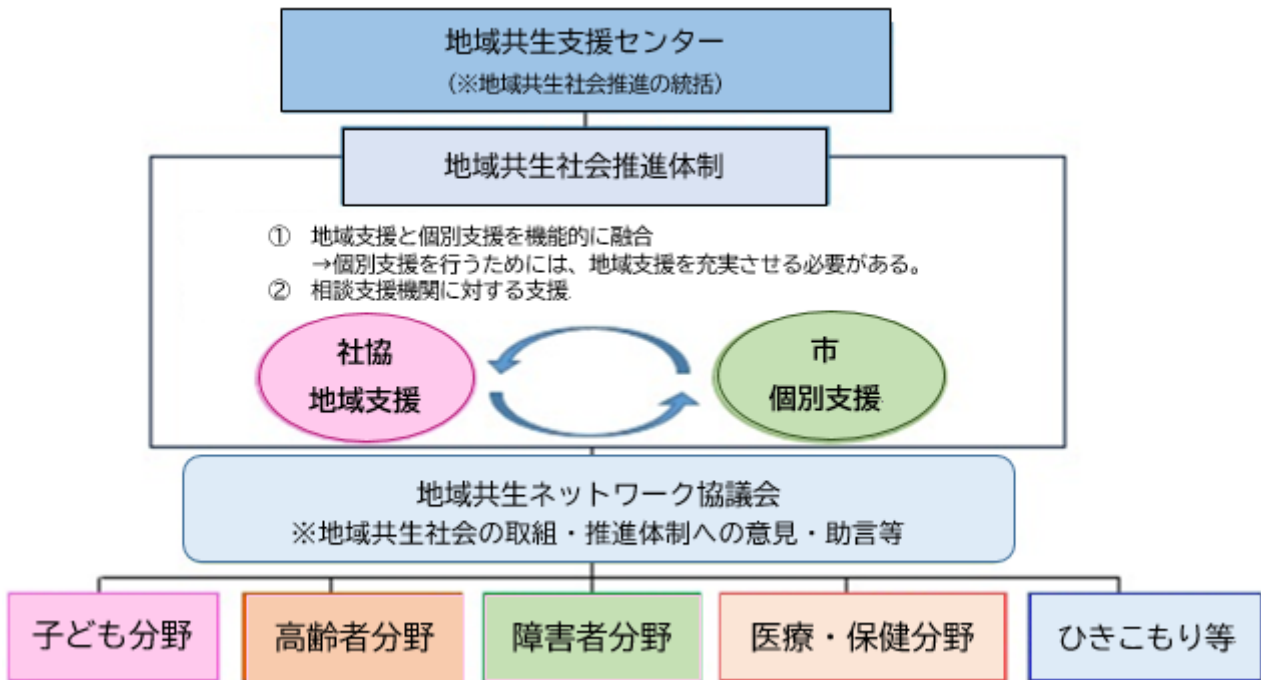 地域共生支援センター
（※地域共生社会推進の統括）
地域共生社会推進体制
① 地域支援と個別支援を機能的に融合
→個別支援を行うためには、地域支援を充実させる必要がある。
② 相談支援機関に対する支援
社協
地域支援
市
個別支援
地域共生ネットワーク協議会
※地域共生社会の取組・推進体制への意見・助言等
子ども分野
高齢者分野
障害者分野
医療・保健分野
ひきこもり等